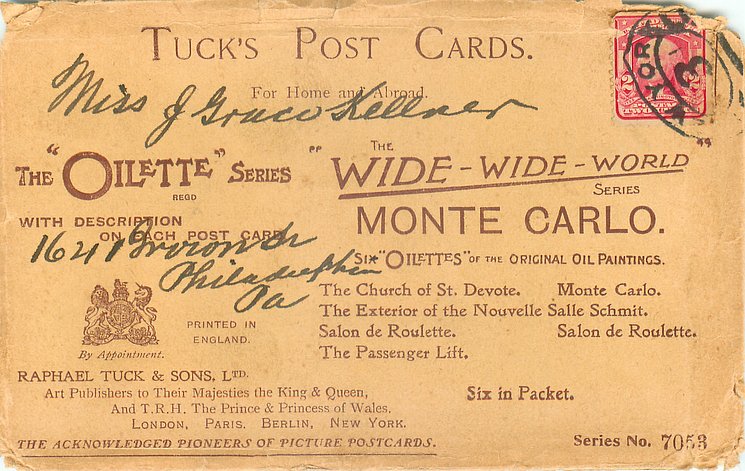 TUCK'S POST CARDS.
For Home and Abroad.
Miss J Grace Kellner
THE "OILETTE" SERIES
REGD
WITH DESCRIPTION
ON EACH POST CARD
1641 Brown St
Philadelphia
Pa
" THE
WIDE-WIDE-WORLD "
SERIES
MONTE CARLO.
SIX "OILETTES" OF THE ORIGINAL OIL PAINTINGS.
The Church of St. Devote. Monte Carlo.
The Exterior of the Nouvelle Salle Schmit.
Salon de Roulette. Salon de Roulette.
The Passenger Lift.
By Appointment.
PRINTED IN
ENGLAND.
RAPHAEL TUCK & SONS, LTD.
Art Publishers to Their Majesties the King & Queen,
And T.R.H. The Prince & Princess of Wales.
LONDON, PARIS, BERLIN, NEW YORK.
THE ACKNOWLEDGED PIONEERS OF PICTURE POSTCARDS.
Six in Packet.
Series No. 7053